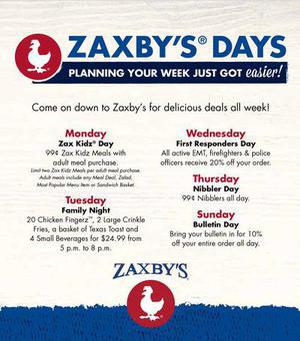 ZAXBY'S® DAYS
PLANNING YOUR WEEK JUST GOT easier!
Come on down to Zaxby's for delicious deals all week!
Monday
Zax Kidz® Day
99¢ Zax Kidz Meals with
adult meal purchase.
Limit two Zax Kidz Meals per adult meal purchase.
Adult meals include any Meal Deal, Zalad,
Most Popular Menu Item or Sandwich Basket.
Tuesday
Family Night
20 Chicken Fingerz™, 2 Large Crinkle
Fries, a basket of Texas Toast and
4 Small Beverages for $24.99 from
5 p.m. to 8 p.m.
Wednesday
First Responders Day
All active EMT, firefighters & police
officers receive 20% off your order.
Thursday
Nibbler Day
99¢ Nibblerz all day.
Sunday
Bulletin Day
Bring your bulletin in for 10%
off your entire order all day.
ZAXBY'S